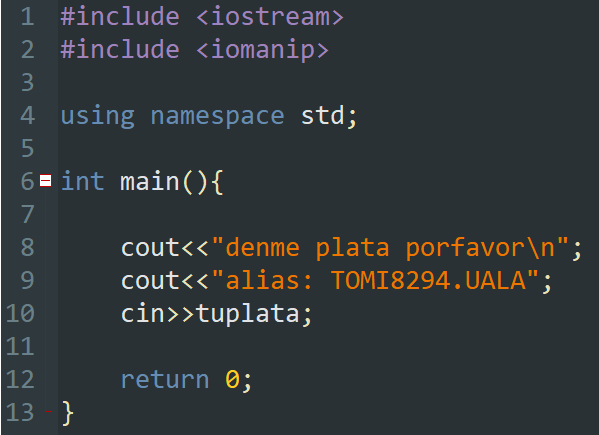 1 #include <iostream>
2 #include <iomanip>
3
4 using namespace std;
5
6 int main(){
7
8     cout<<"denme plata porfavor\n";
9     cout<<"alias: TOMI8294.UALA";
10     cin>>tuplata;
11
12     return 0;
13 }